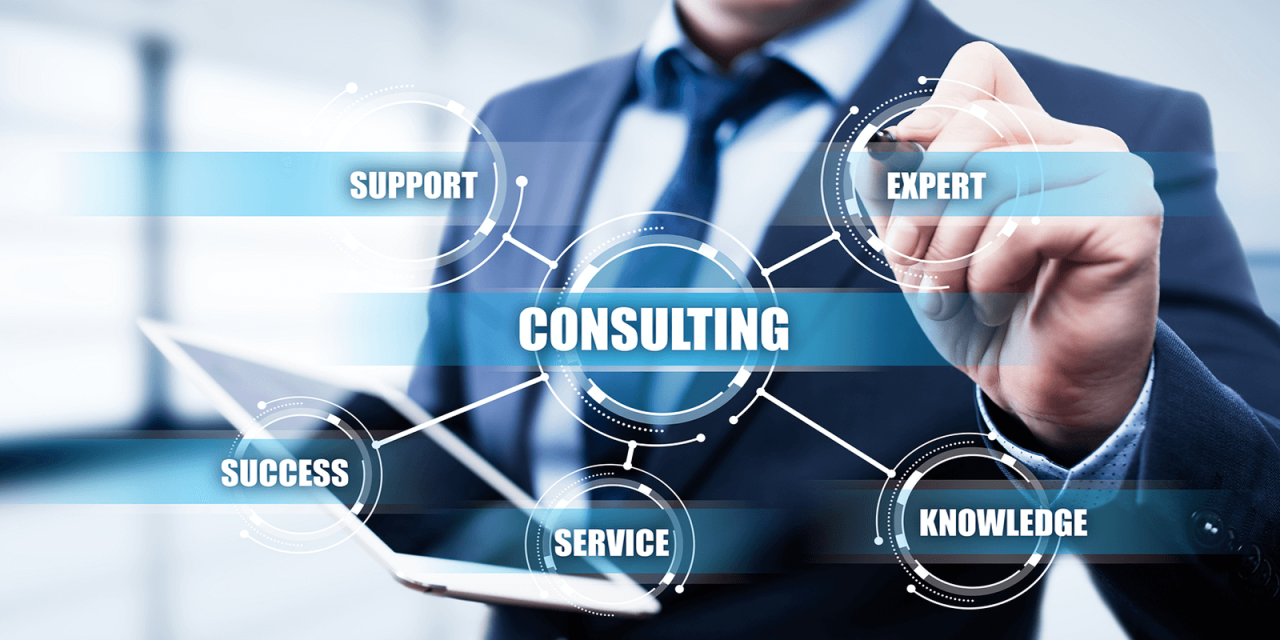 SUPPORT
EXPERT
CONSULTING
SUCCESS
SERVICE
KNOWLEDGE